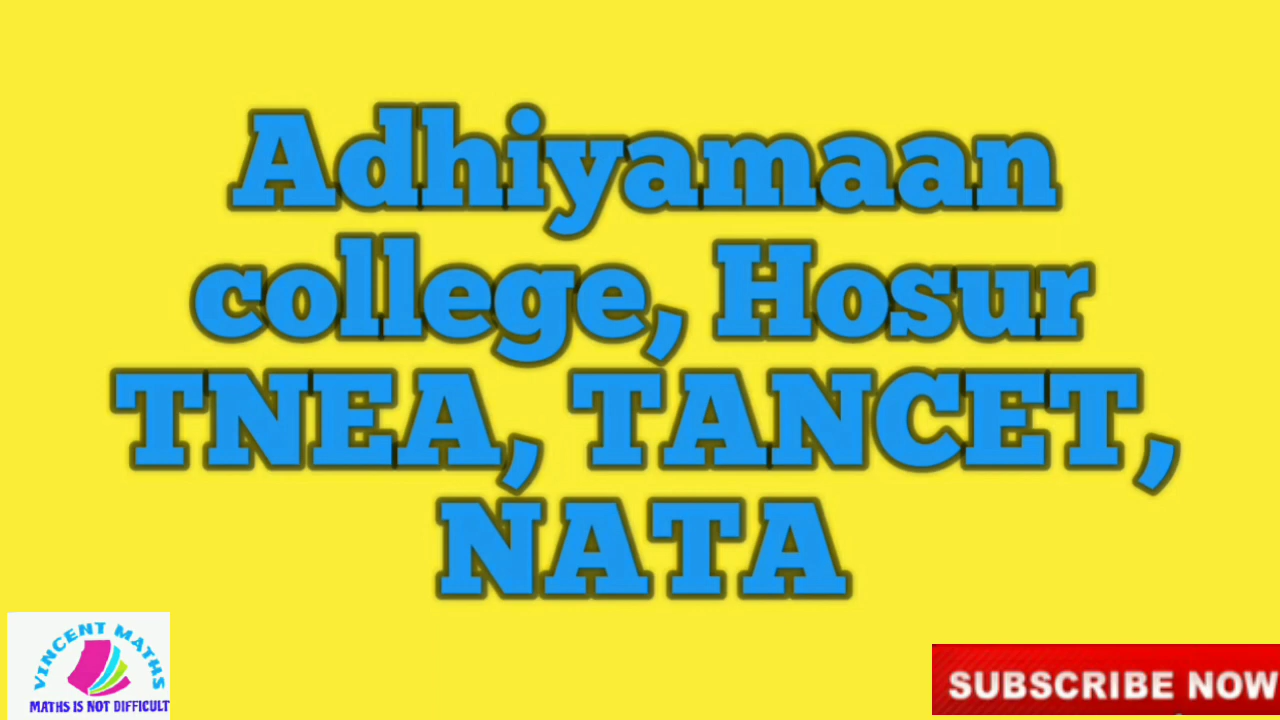 Adhiyamaan
college, Hosur
TNEA, TANCET,
NATA
VINCENT MATHS
MATHS IS NOT DIFFICULT
SUBSCRIBE NOW